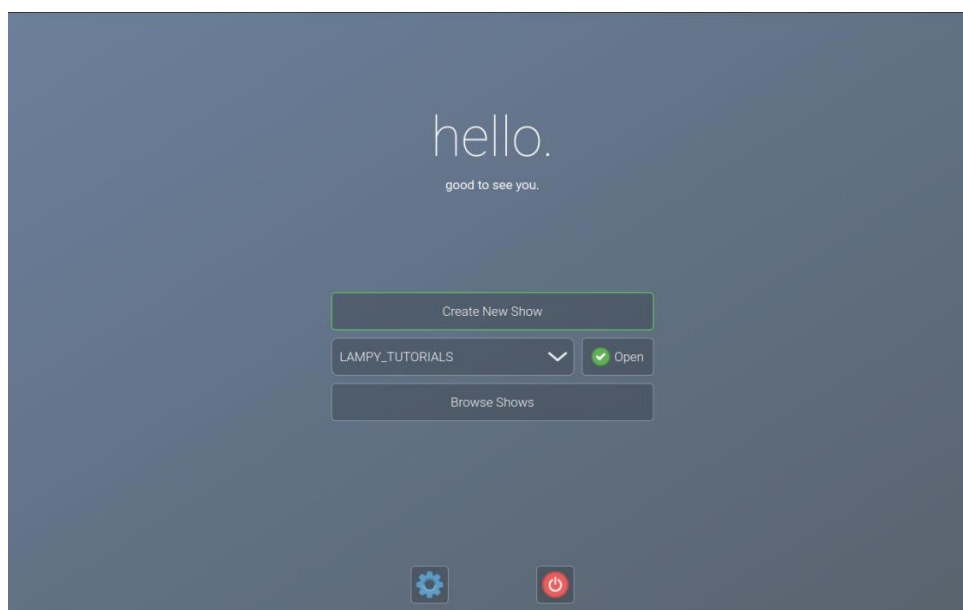 hello.
good to see you.
Create New Show
LAMPY_TUTORIALS
Open
Browse Shows